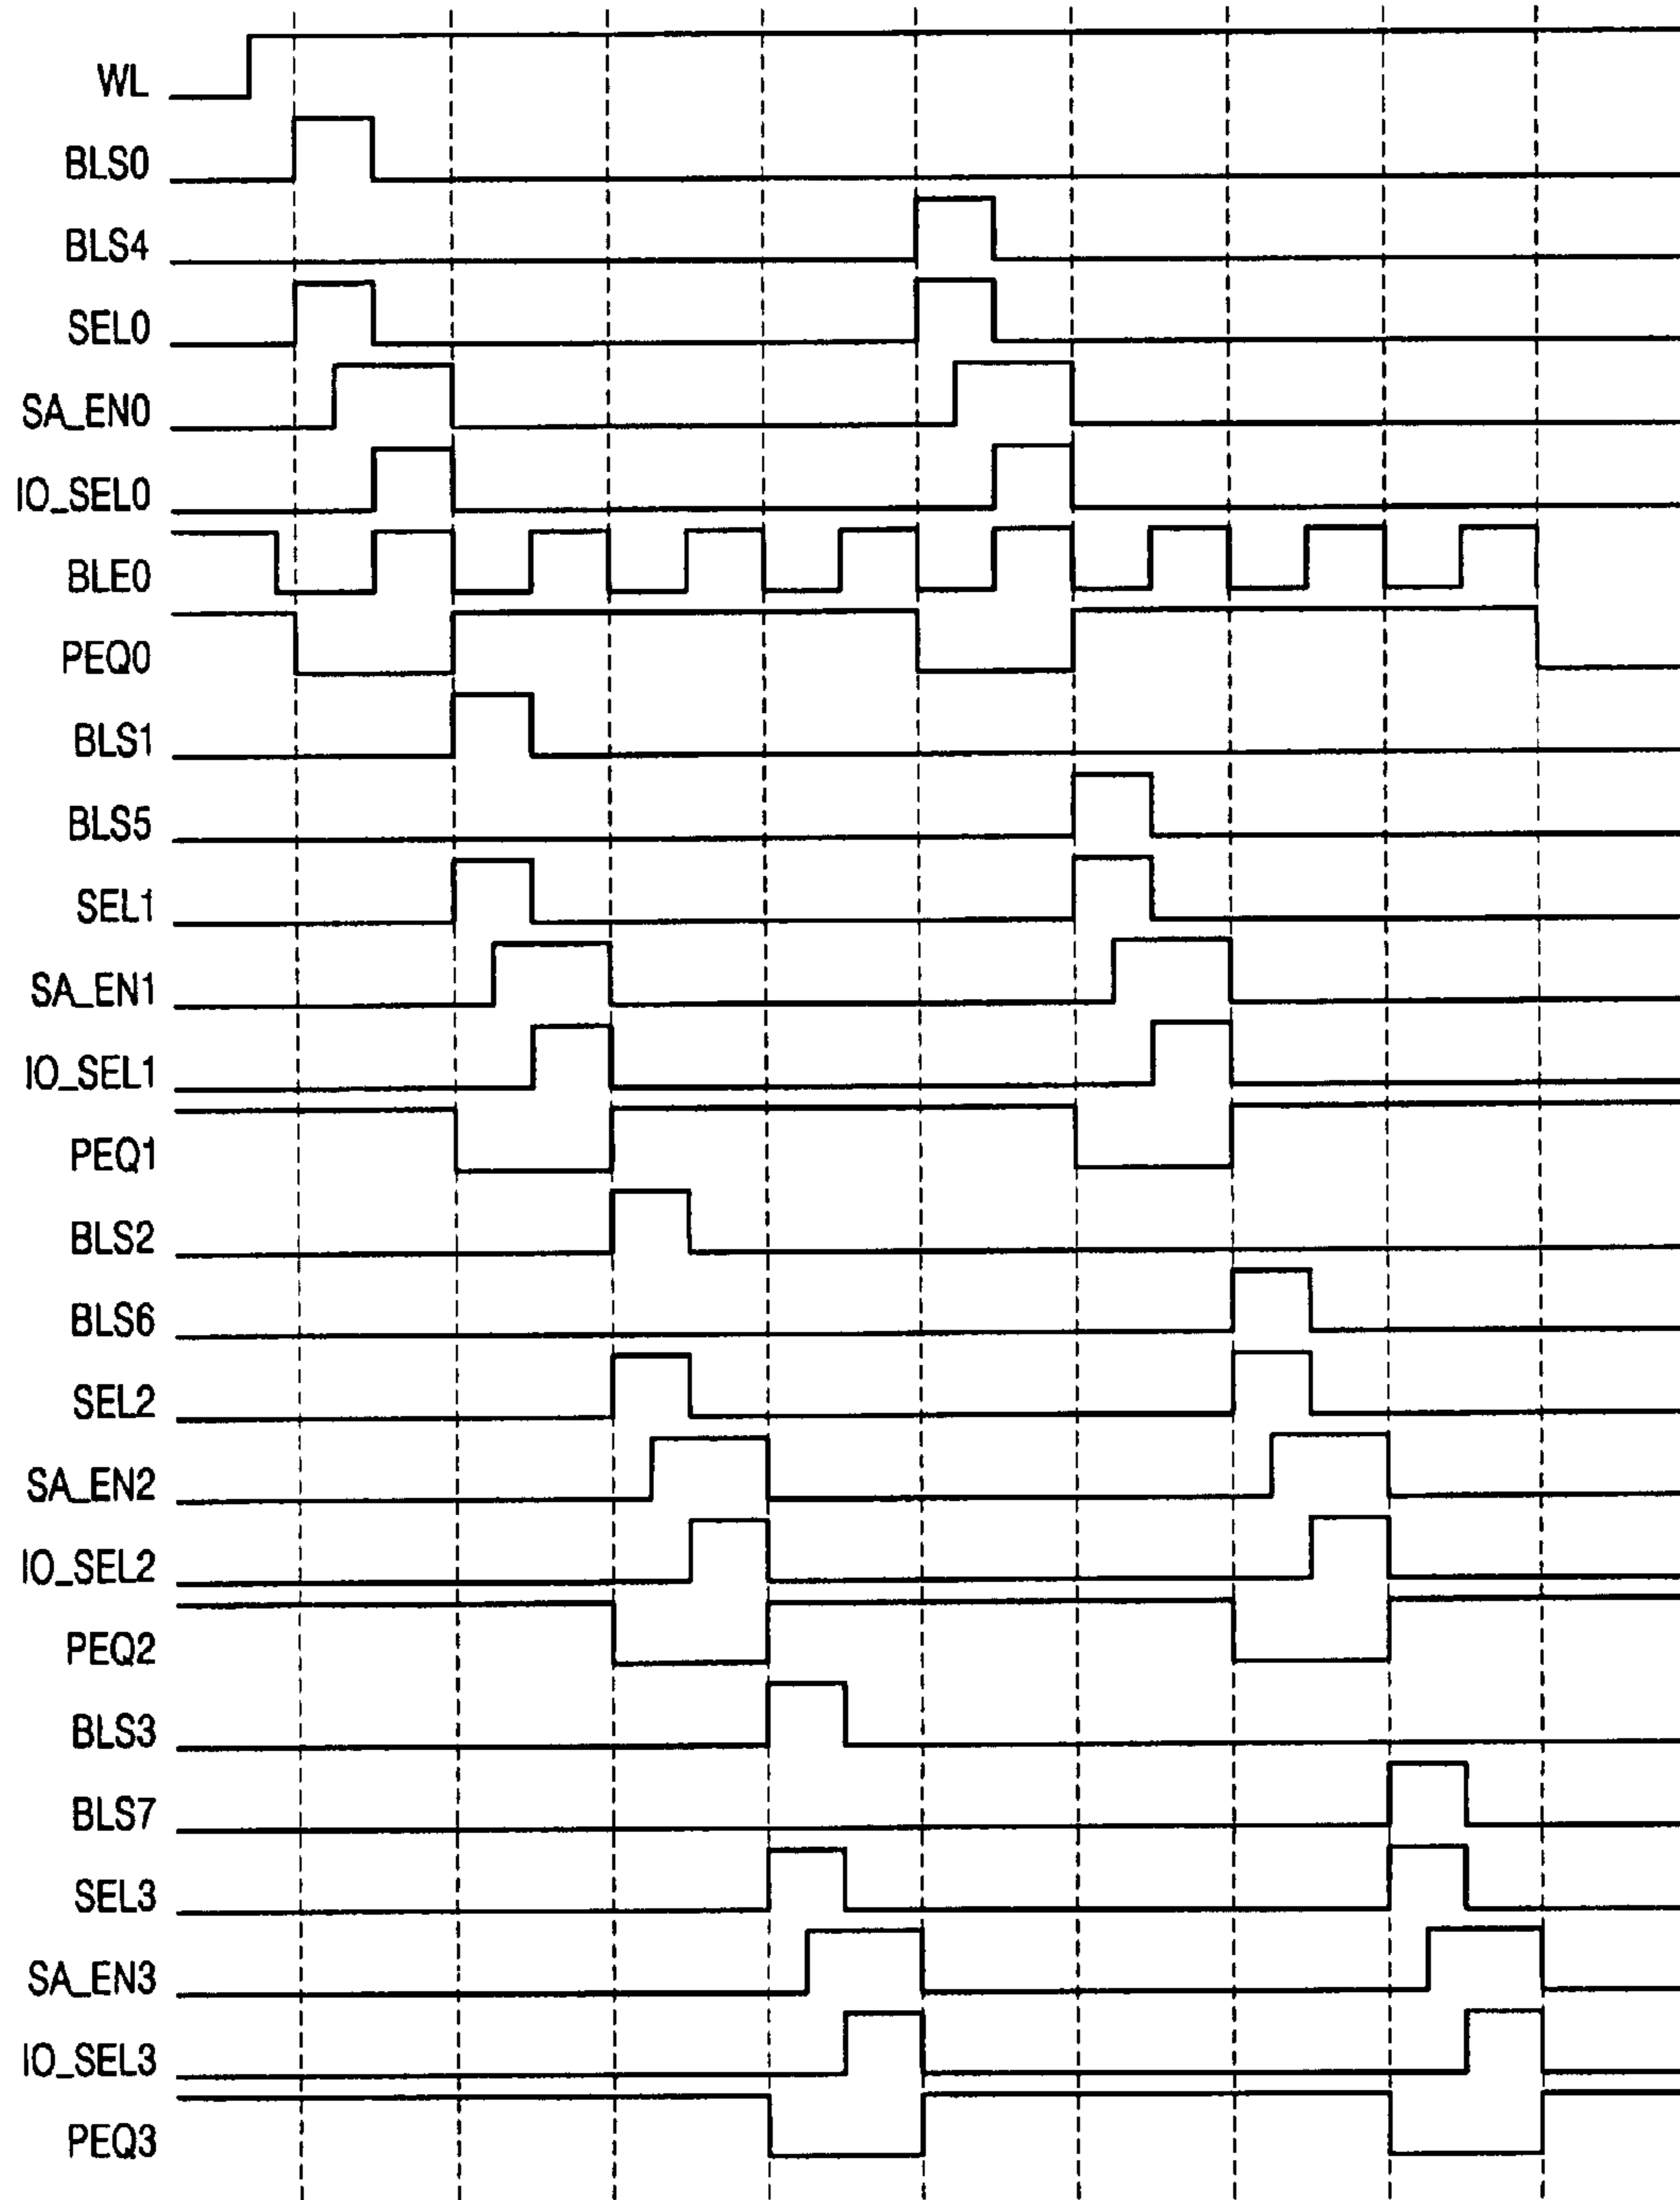 WL
BLS0
BLS4
SEL0
SA_EN0
IO_SEL0
BLE0
PEQ0
BLS1
BLS5
SEL1
SA_EN1
IO_SEL1
PEQ1
BLS2
BLS6
SEL2
SA_EN2
IO_SEL2
PEQ2
BLS3
BLS7
SEL3
SA_EN3
IO_SEL3
PEQ3